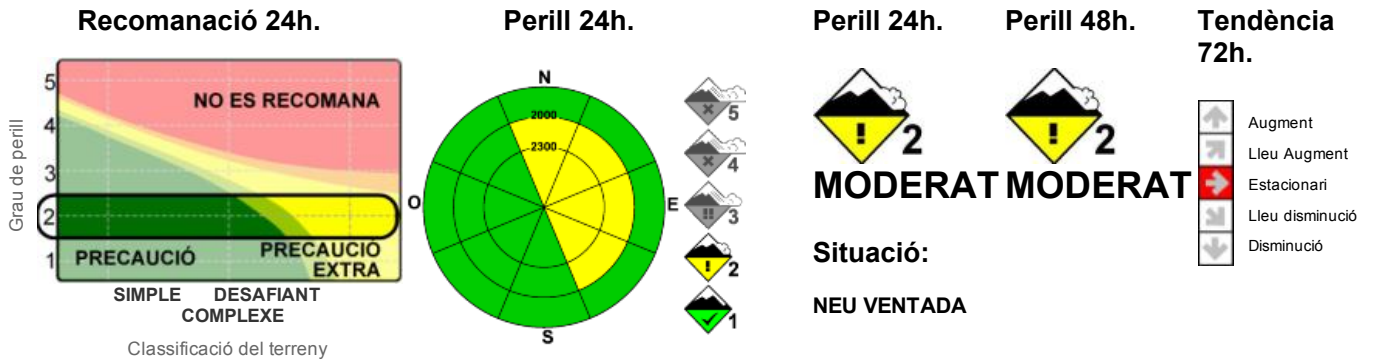 Recomanació 24h.
Grau de perill
5
4
3
2
1
NO ES RECOMANA
PRECAUCIÓ
PRECAUCIÓ
EXTRA
SIMPLE DESAFIANT
COMPLEXE
Classificació del terreny
Perill 24h.
N
2000
2300
O
E
S
5
4
3
2
1
Perill 24h.
2
MODERAT
Situació:
NEU VENTADA
Perill 48h.
2
MODERAT
Tendència
72h.
Augment
Lleu Augment
Estacionari
Lleu disminució
Disminució